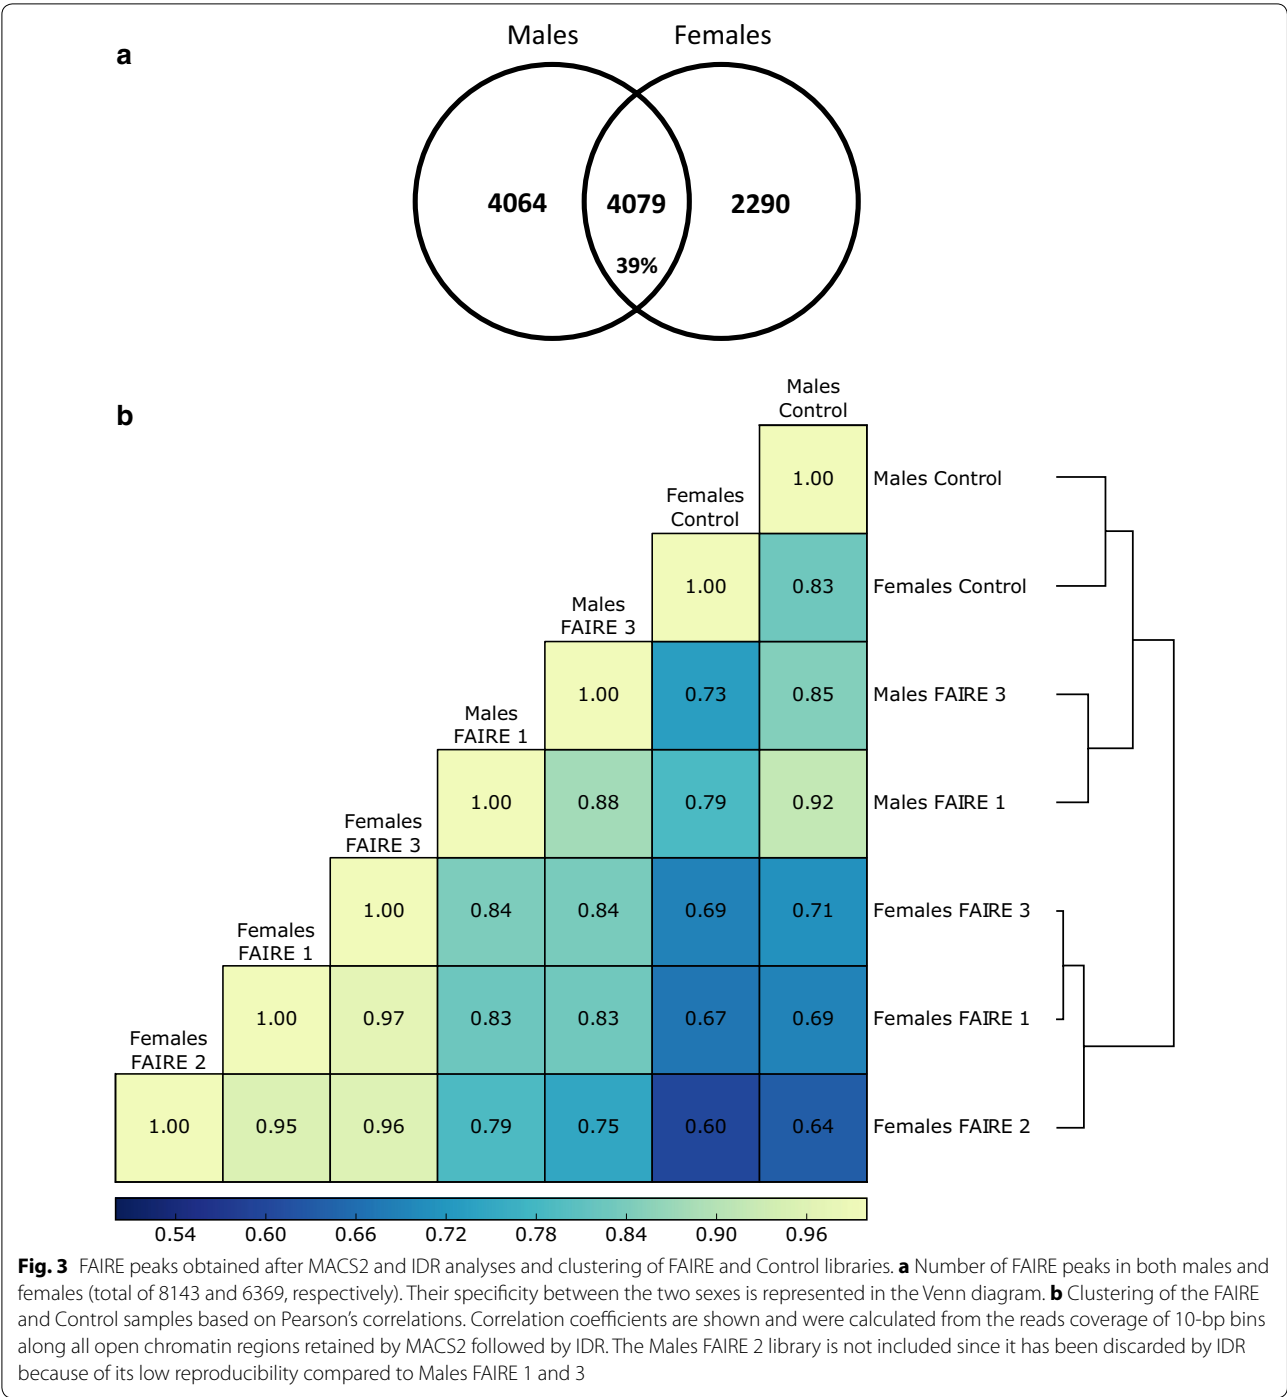 a
Males Females
4064 4079 2290
39%
b
Males
Control
1.00 Males Control
Females
Control
1.00 0.83 Females Control
Males
FAIRE 3
1.00 0.73 0.85 Males FAIRE 3
Males
FAIRE 1
1.00 0.88 0.79 0.92 Males FAIRE 1
Females
FAIRE 3
1.00 0.84 0.84 0.69 0.71 Females FAIRE 3
Females
FAIRE 1
1.00 0.97 0.83 0.83 0.67 0.69 Females FAIRE 1
Females
FAIRE 2
1.00 0.95 0.96 0.79 0.75 0.60 0.64 Females FAIRE 2
0.54 0.60 0.66 0.72 0.78 0.84 0.90 0.96
Fig. 3 FAIRE peaks obtained after MACS2 and IDR analyses and clustering of FAIRE and Control libraries. a Number of FAIRE peaks in both males and
females (total of 8143 and 6369, respectively). Their specificity between the two sexes is represented in the Venn diagram. b Clustering of the FAIRE
and Control samples based on Pearson's correlations. Correlation coefficients are shown and were calculated from the reads coverage of 10-bp bins
along all open chromatin regions retained by MACS2 followed by IDR. The Males FAIRE 2 library is not included since it has been discarded by IDR
because of its low reproducibility compared to Males FAIRE 1 and 3